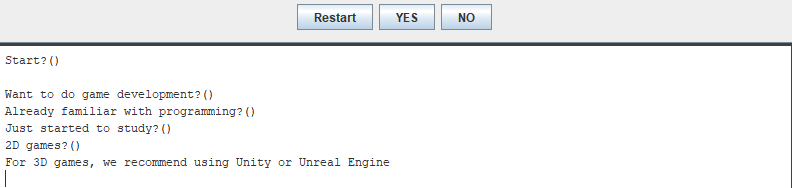 Restart YES NO
Start?()
Want to do game development?()
Already familiar with programming?()
Just started to study?()
2D games?()
For 3D games, we recommend using Unity or Unreal Engine